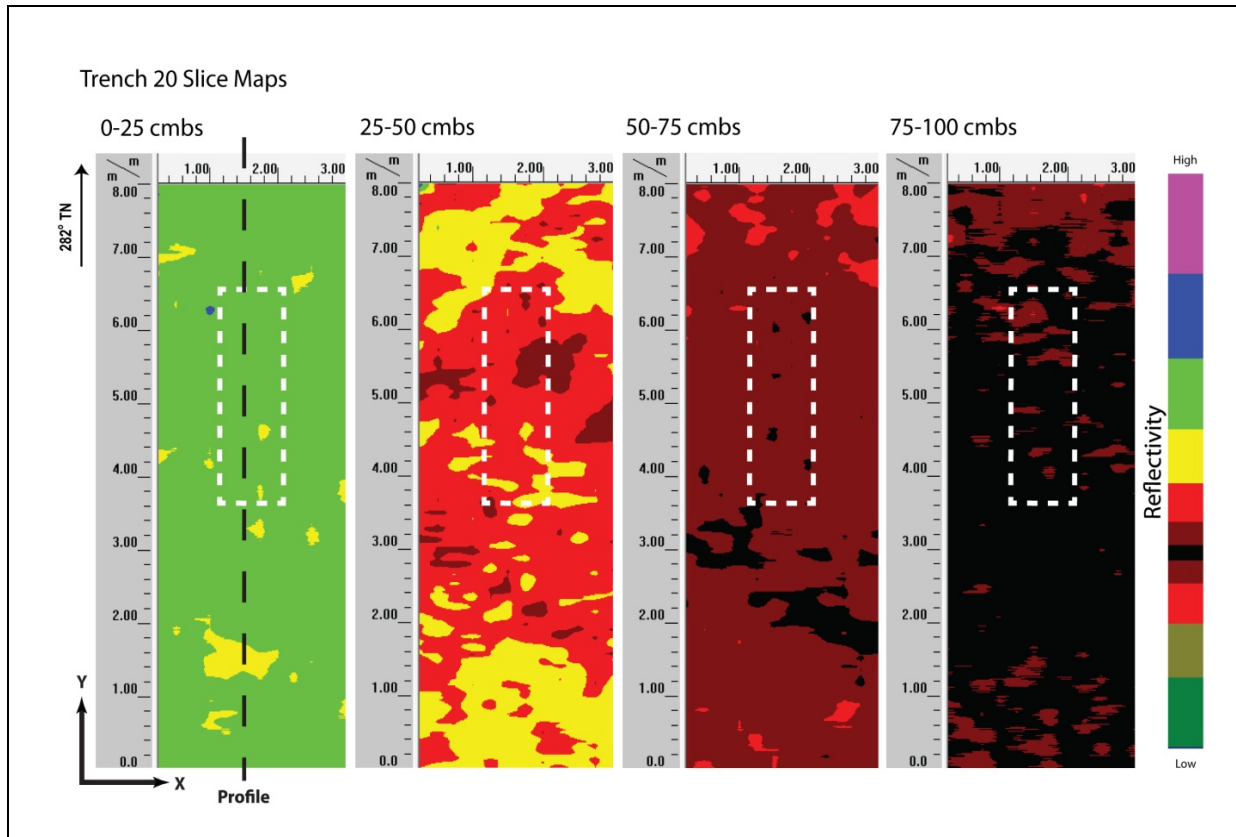 Trench 20 Slice Maps
0-25 cmbs
25-50 cmbs
50-75 cmbs
75-100 cmbs
m
m
1.00 2.00 3.00
m
m
1.00 2.00 3.00
m
m
1.00 2.00 3.00
m
m
1.00 2.00 3.00
282° TN
8.00
7.00
6.00
5.00
4.00
3.00
2.00
1.00
0.0
8.00
7.00
6.00
5.00
4.00
3.00
2.00
1.00
0.0
8.00
7.00
6.00
5.00
4.00
3.00
2.00
1.00
0.0
8.00
7.00
6.00
5.00
4.00
3.00
2.00
1.00
0.0
High
Reflectivity
Low
Y
X
Profile